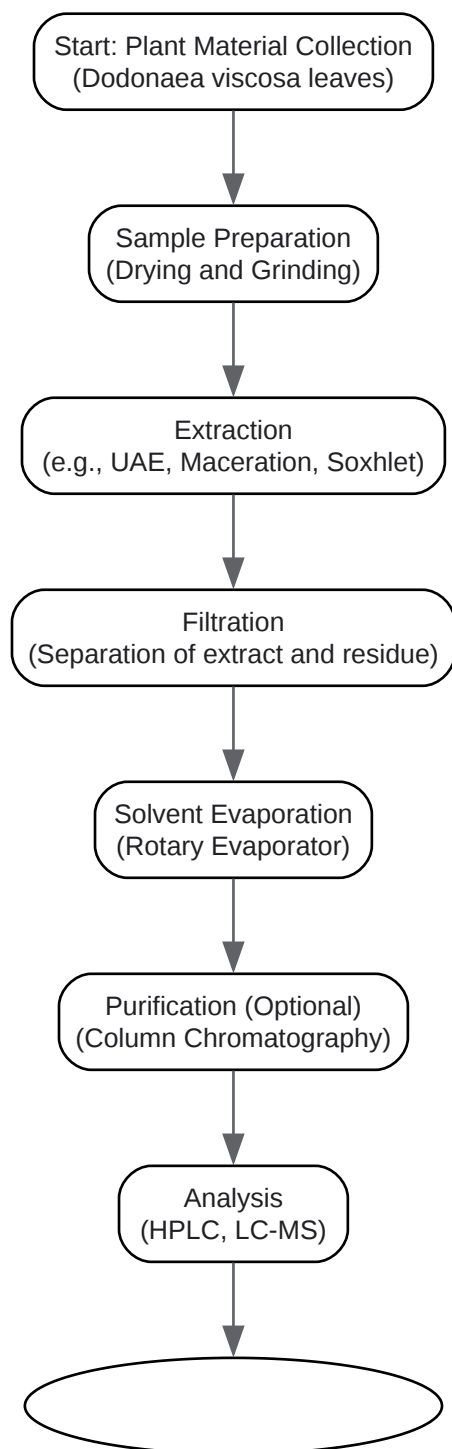 Start: Plant Material Collection
(Dodonaea viscosa leaves)
Sample Preparation
(Drying and Grinding)
Extraction
(e.g., UAE, Maceration, Soxhlet)
Filtration
(Separation of extract and residue)
Solvent Evaporation
(Rotary Evaporator)
Purification (Optional)
(Column Chromatography)
Analysis
(HPLC, LC-MS)